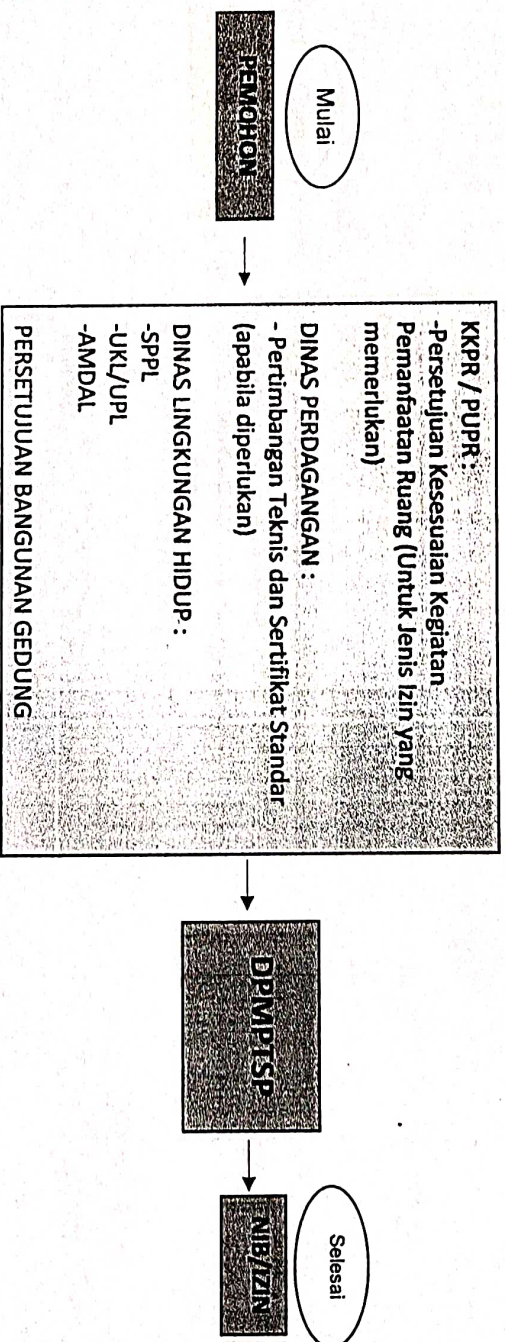 Mulai
PEMOHON
KKPR / PUPR :
-Persetujuan Kesesuaian Kegiatan
Pemanfaatan Ruang (Untuk Jenis Izin yang
memerlukan)
DINAS PERDAGANGAN :
- Pertimbangan Teknis dan Sertifikat Standar
(apabila diperlukan)
DINAS LINGKUNGAN HIDUP :
-SPPL
-UKL/UPL
-AMDAL
PERSETUJUAN BANGUNAN GEDUNG
DPMPTSP
Selesai
NIB/IZIN